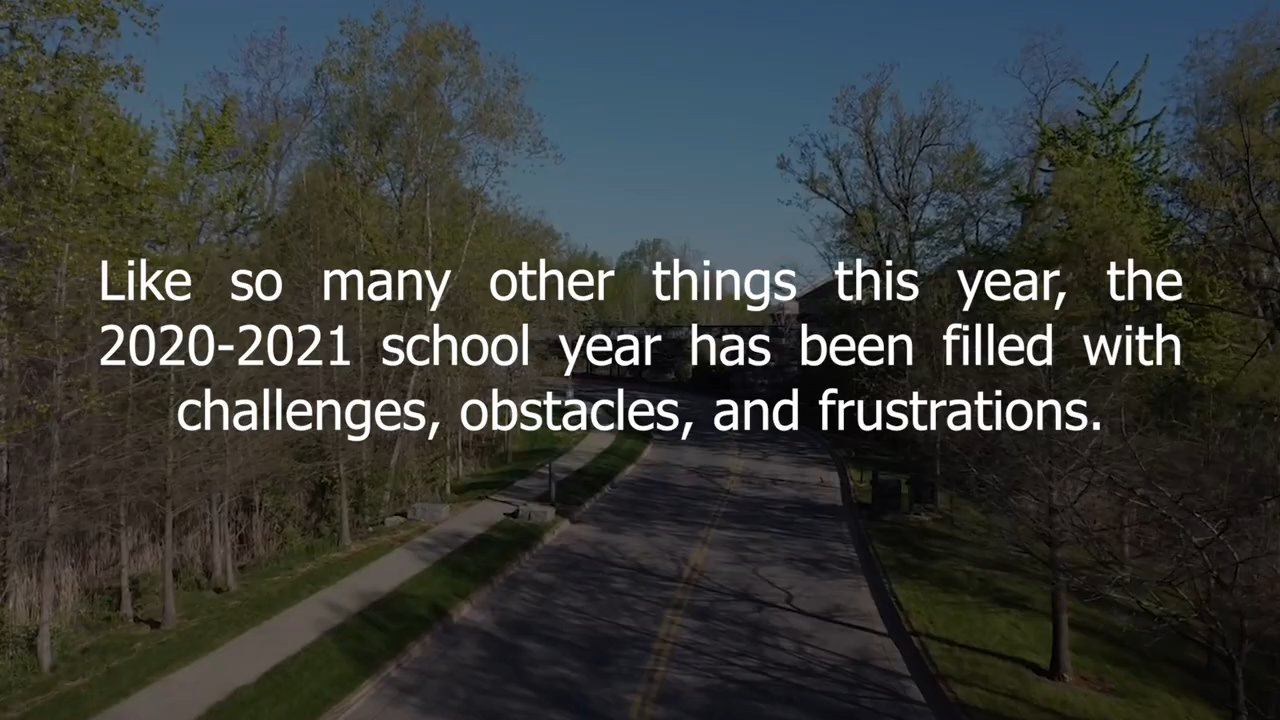 Like so many other things this year, the
2020-2021 school year has been filled with
challenges, obstacles, and frustrations.